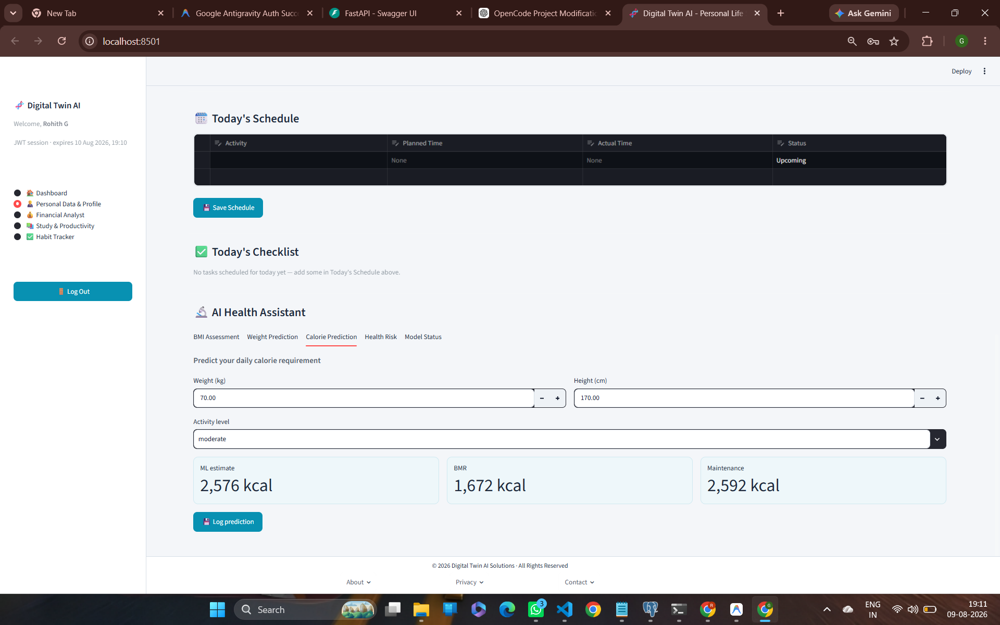 New Tab
Google Antigravity Auth Succ
FastAPI - Swagger UI
OpenCode Project Modificatio
Digital Twin AI - Personal Life
Ask Gemini
localhost:8501
G
Deploy
Digital Twin AI
Welcome, Rohith G
JWT session · expires 10 Aug 2026, 19:10
Dashboard
Personal Data & Profile
Financial Analyst
Study & Productivity
Habit Tracker
Log Out
Today's Schedule
Activity Planned Time Actual Time Status
None None Upcoming
Save Schedule
Today's Checklist
No tasks scheduled for today yet — add some in Today's Schedule above.
AI Health Assistant
BMI Assessment Weight Prediction Calorie Prediction Health Risk Model Status
Predict your daily calorie requirement
Weight (kg) Height (cm)
70.00 170.00
Activity level
moderate
ML estimate BMR Maintenance
2,576 kcal 1,672 kcal 2,592 kcal
Log prediction
© 2026 Digital Twin AI Solutions · All Rights Reserved
About Privacy Contact
Search
3
R
G
ENG
IN
19:11
09-08-2026